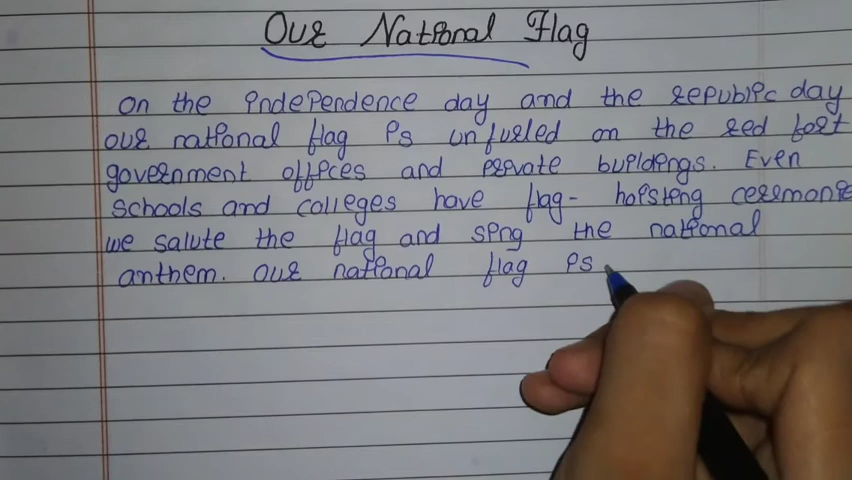 Our National Flag
On the independence day and the republic day
our national flag is unfurled on the red fort
government offices and private buildings. Even
schools and colleges have flag-hoisting ceremonies
we salute the flag and sing the national
anthem. Our national flag is